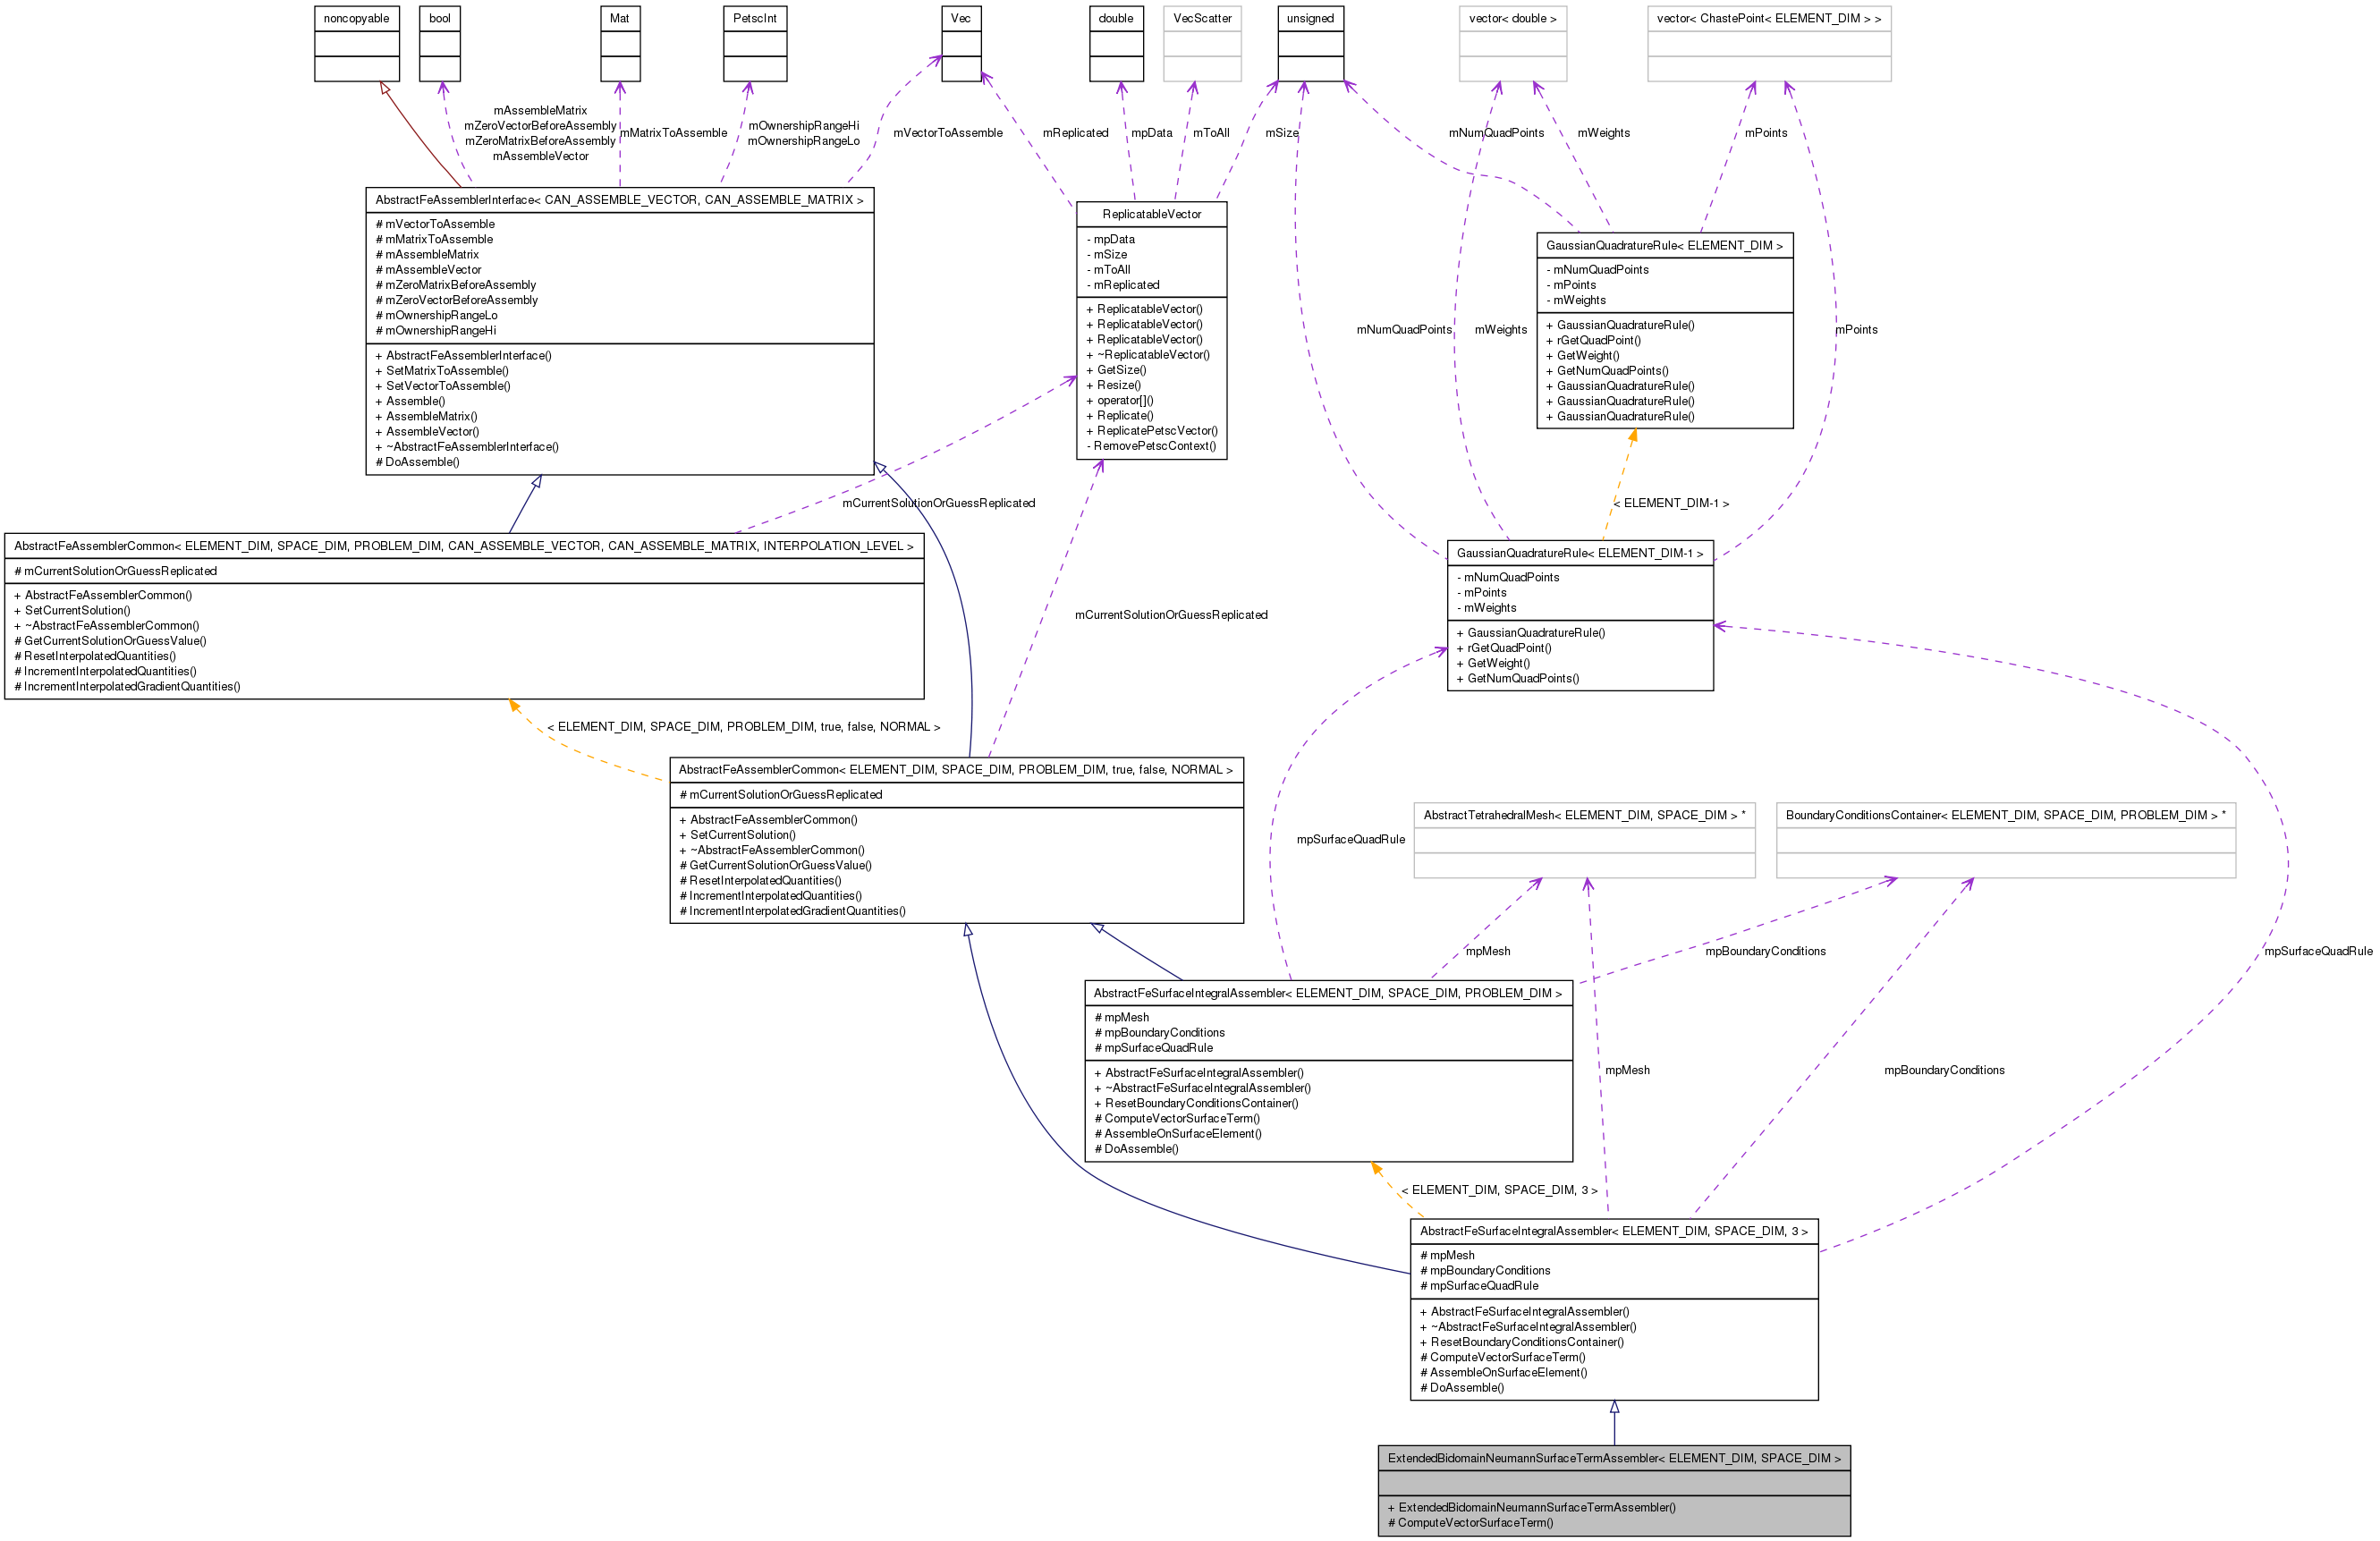 noncopyable
bool
Mat
PetscInt
Vec
double
VecScatter
unsigned
vector< double >
vector< ChastePoint< ELEMENT_DIM > >
mAssembleMatrix
mZeroVectorBeforeAssembly
mZeroMatrixBeforeAssembly
mAssembleVector
mMatrixToAssemble
mOwnershipRangeHi
mOwnershipRangeLo
mVectorToAssemble
mReplicated
mpData
mToAll
mSize
mNumQuadPoints
mWeights
mPoints
AbstractFeAssemblerInterface< CAN_ASSEMBLE_VECTOR, CAN_ASSEMBLE_MATRIX >
# mVectorToAssemble
# mMatrixToAssemble
# mAssembleMatrix
# mAssembleVector
# mZeroMatrixBeforeAssembly
# mZeroVectorBeforeAssembly
# mOwnershipRangeLo
# mOwnershipRangeHi
+ AbstractFeAssemblerInterface()
+ SetMatrixToAssemble()
+ SetVectorToAssemble()
+ Assemble()
+ AssembleMatrix()
+ AssembleVector()
+ ~AbstractFeAssemblerInterface()
# DoAssemble()
ReplicatableVector
- mpData
- mSize
- mToAll
- mReplicated
+ ReplicatableVector()
+ ReplicatableVector()
+ ReplicatableVector()
+ ~ReplicatableVector()
+ GetSize()
+ Resize()
+ operator[]()
+ Replicate()
+ ReplicatePetscVector()
- RemovePetscContext()
GaussianQuadratureRule< ELEMENT_DIM >
- mNumQuadPoints
- mPoints
- mWeights
+ GaussianQuadratureRule()
+ rGetQuadPoint()
+ GetWeight()
+ GetNumQuadPoints()
+ GaussianQuadratureRule()
+ GaussianQuadratureRule()
+ GaussianQuadratureRule()
mNumQuadPoints
mWeights
mPoints
mCurrentSolutionOrGuessReplicated
< ELEMENT_DIM-1 >
AbstractFeAssemblerCommon< ELEMENT_DIM, SPACE_DIM, PROBLEM_DIM, CAN_ASSEMBLE_VECTOR, CAN_ASSEMBLE_MATRIX, INTERPOLATION_LEVEL >
# mCurrentSolutionOrGuessReplicated
+ AbstractFeAssemblerCommon()
+ SetCurrentSolution()
+ ~AbstractFeAssemblerCommon()
# GetCurrentSolutionOrGuessValue()
# ResetInterpolatedQuantities()
# IncrementInterpolatedQuantities()
# IncrementInterpolatedGradientQuantities()
GaussianQuadratureRule< ELEMENT_DIM-1 >
- mNumQuadPoints
- mPoints
- mWeights
+ GaussianQuadratureRule()
+ rGetQuadPoint()
+ GetWeight()
+ GetNumQuadPoints()
mCurrentSolutionOrGuessReplicated
< ELEMENT_DIM, SPACE_DIM, PROBLEM_DIM, true, false, NORMAL >
AbstractFeAssemblerCommon< ELEMENT_DIM, SPACE_DIM, PROBLEM_DIM, true, false, NORMAL >
# mCurrentSolutionOrGuessReplicated
+ AbstractFeAssemblerCommon()
+ SetCurrentSolution()
+ ~AbstractFeAssemblerCommon()
# GetCurrentSolutionOrGuessValue()
# ResetInterpolatedQuantities()
# IncrementInterpolatedQuantities()
# IncrementInterpolatedGradientQuantities()
mpSurfaceQuadRule
AbstractTetrahedralMesh< ELEMENT_DIM, SPACE_DIM > *
BoundaryConditionsContainer< ELEMENT_DIM, SPACE_DIM, PROBLEM_DIM > *
mpMesh
mpBoundaryConditions
mpSurfaceQuadRule
AbstractFeSurfaceIntegralAssembler< ELEMENT_DIM, SPACE_DIM, PROBLEM_DIM >
# mpMesh
# mpBoundaryConditions
# mpSurfaceQuadRule
+ AbstractFeSurfaceIntegralAssembler()
+ ~AbstractFeSurfaceIntegralAssembler()
+ ResetBoundaryConditionsContainer()
# ComputeVectorSurfaceTerm()
# AssembleOnSurfaceElement()
# DoAssemble()
mpMesh
mpBoundaryConditions
< ELEMENT_DIM, SPACE_DIM, 3 >
AbstractFeSurfaceIntegralAssembler< ELEMENT_DIM, SPACE_DIM, 3 >
# mpMesh
# mpBoundaryConditions
# mpSurfaceQuadRule
+ AbstractFeSurfaceIntegralAssembler()
+ ~AbstractFeSurfaceIntegralAssembler()
+ ResetBoundaryConditionsContainer()
# ComputeVectorSurfaceTerm()
# AssembleOnSurfaceElement()
# DoAssemble()
ExtendedBidomainNeumannSurfaceTermAssembler< ELEMENT_DIM, SPACE_DIM >
+ ExtendedBidomainNeumannSurfaceTermAssembler()
# ComputeVectorSurfaceTerm()